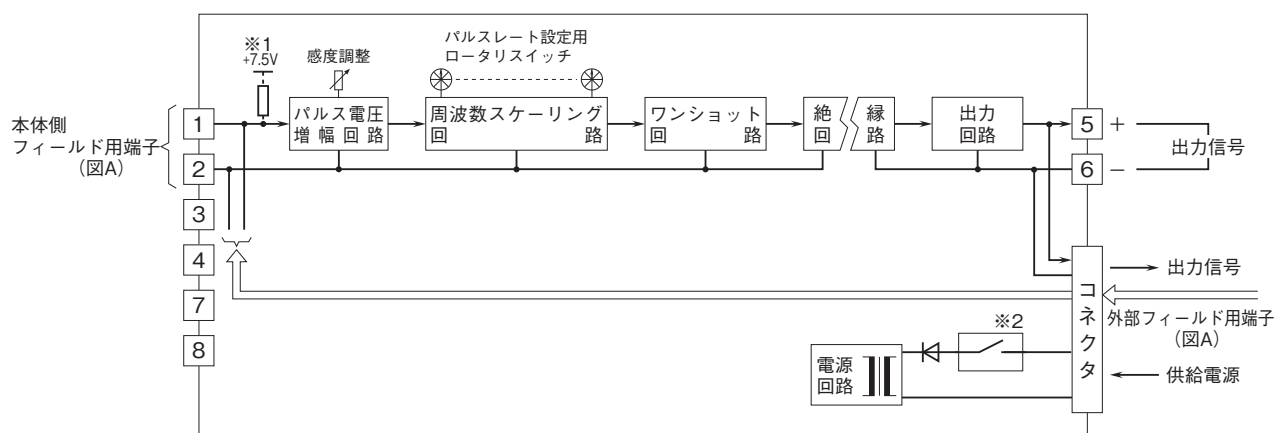 ※1
+7.5V
感度調整
パルスレート設定用
ロータリスイッチ
本体側
フィールド用端子
(図A)
1
2
3
4
7
8
パルス電圧
増幅回路
周波数スケーリング
回路
ワンショット
回路
絶縁
回路
出力
回路
5 +
6 −
出力信号
コネクタ
出力信号
外部フィールド用端子
(図A)
供給電源
※2
電源
回路